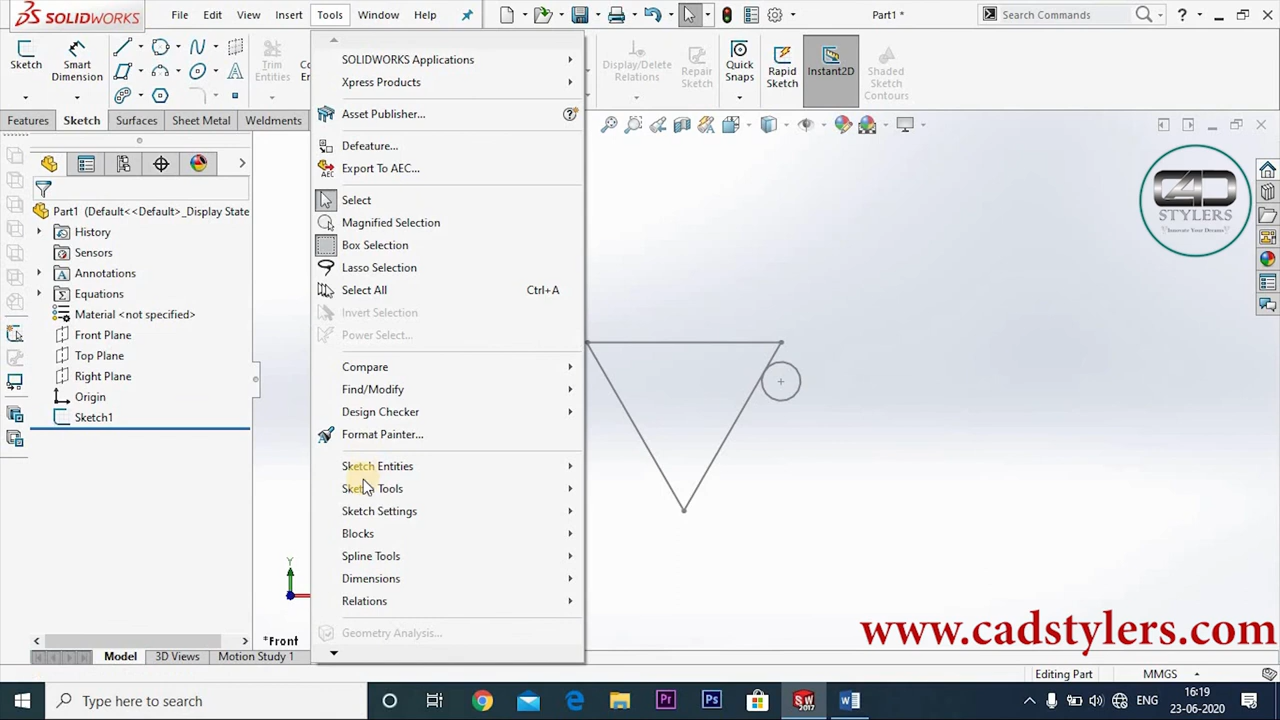 SOLIDWORKS
File
Edit
View
Insert
Tools
Window
Help
Part1 *
Search Commands
?
Sketch
Smart
Dimension
Trim
Entities
Display/Delete
Relations
Repair
Sketch
Quick
Snaps
Rapid
Sketch
Instant2D
Shaded
Sketch
Contours
Features
Sketch
Surfaces
Sheet Metal
Weldments
Part1 (Default<<Default>_Display State
History
Sensors
Annotations
Equations
Material <not specified>
Front Plane
Top Plane
Right Plane
Origin
Sketch1
SOLIDWORKS Applications
Xpress Products
Asset Publisher...
Defeature...
Export To AEC...
Select
Magnified Selection
Box Selection
Lasso Selection
Select All Ctrl+A
Invert Selection
Power Select...
Compare
Find/Modify
Design Checker
Format Painter...
Sketch Entities
Sketch Tools
Sketch Settings
Blocks
Spline Tools
Dimensions
Relations
Geometry Analysis...
CAD
STYLERS
"Innovate Your Dreams"
Y
*Front
www.cadstylers.com
Model
3D Views
Motion Study 1
Editing Part
MMGS
Type here to search
Pr
Ps
SW
2017
W
ENG
16:19
23-06-2020